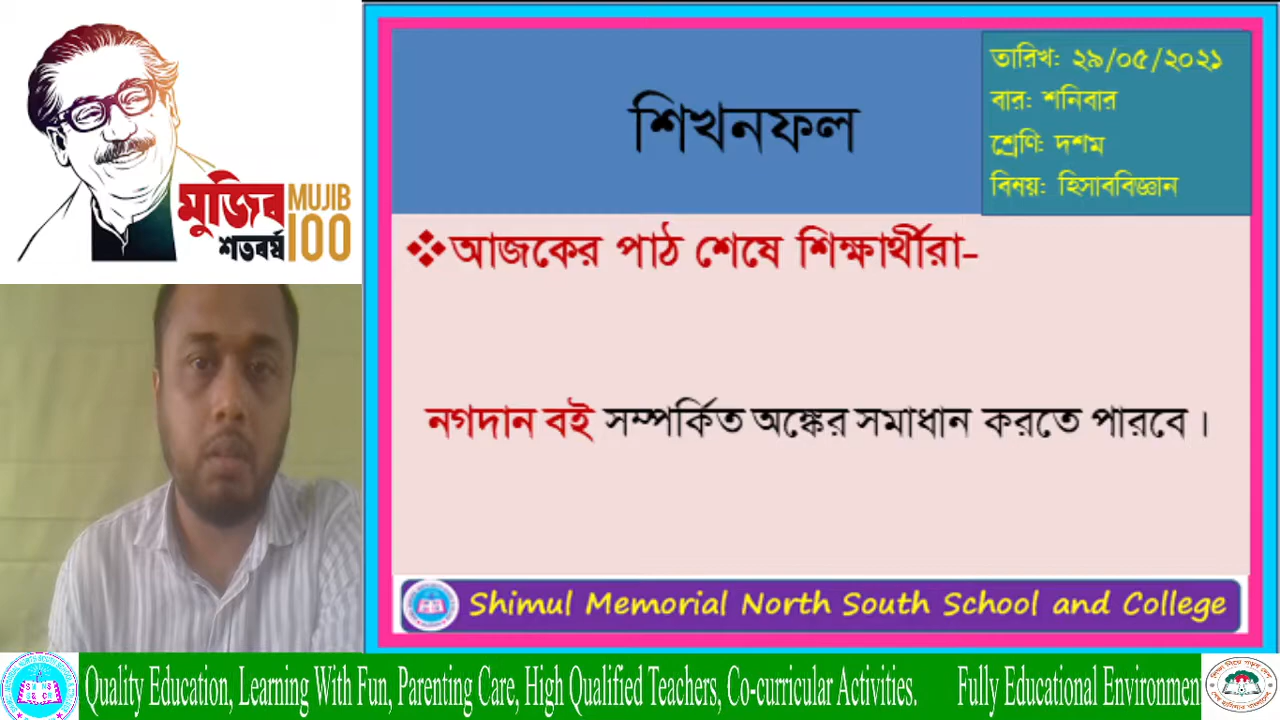 মুজিব
শতবর্ষ
MUJIB
100
শিখনফল
তারিখ: ২৯/০৫/২০২১
বার: শনিবার
শ্রেণি: দশম
বিষয়: হিসাববিজ্ঞান
❖আজকের পাঠ শেষে শিক্ষার্থীরা-
নগদান বই সম্পর্কিত অঙ্কের সমাধান করতে পারবে।
Shimul Memorial North South School and College
Quality Education, Learning With Fun, Parenting Care, High Qualified Teachers, Co-curricular Activities. Fully Educational Environmen